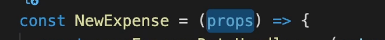 const NewExpense = (props) => {